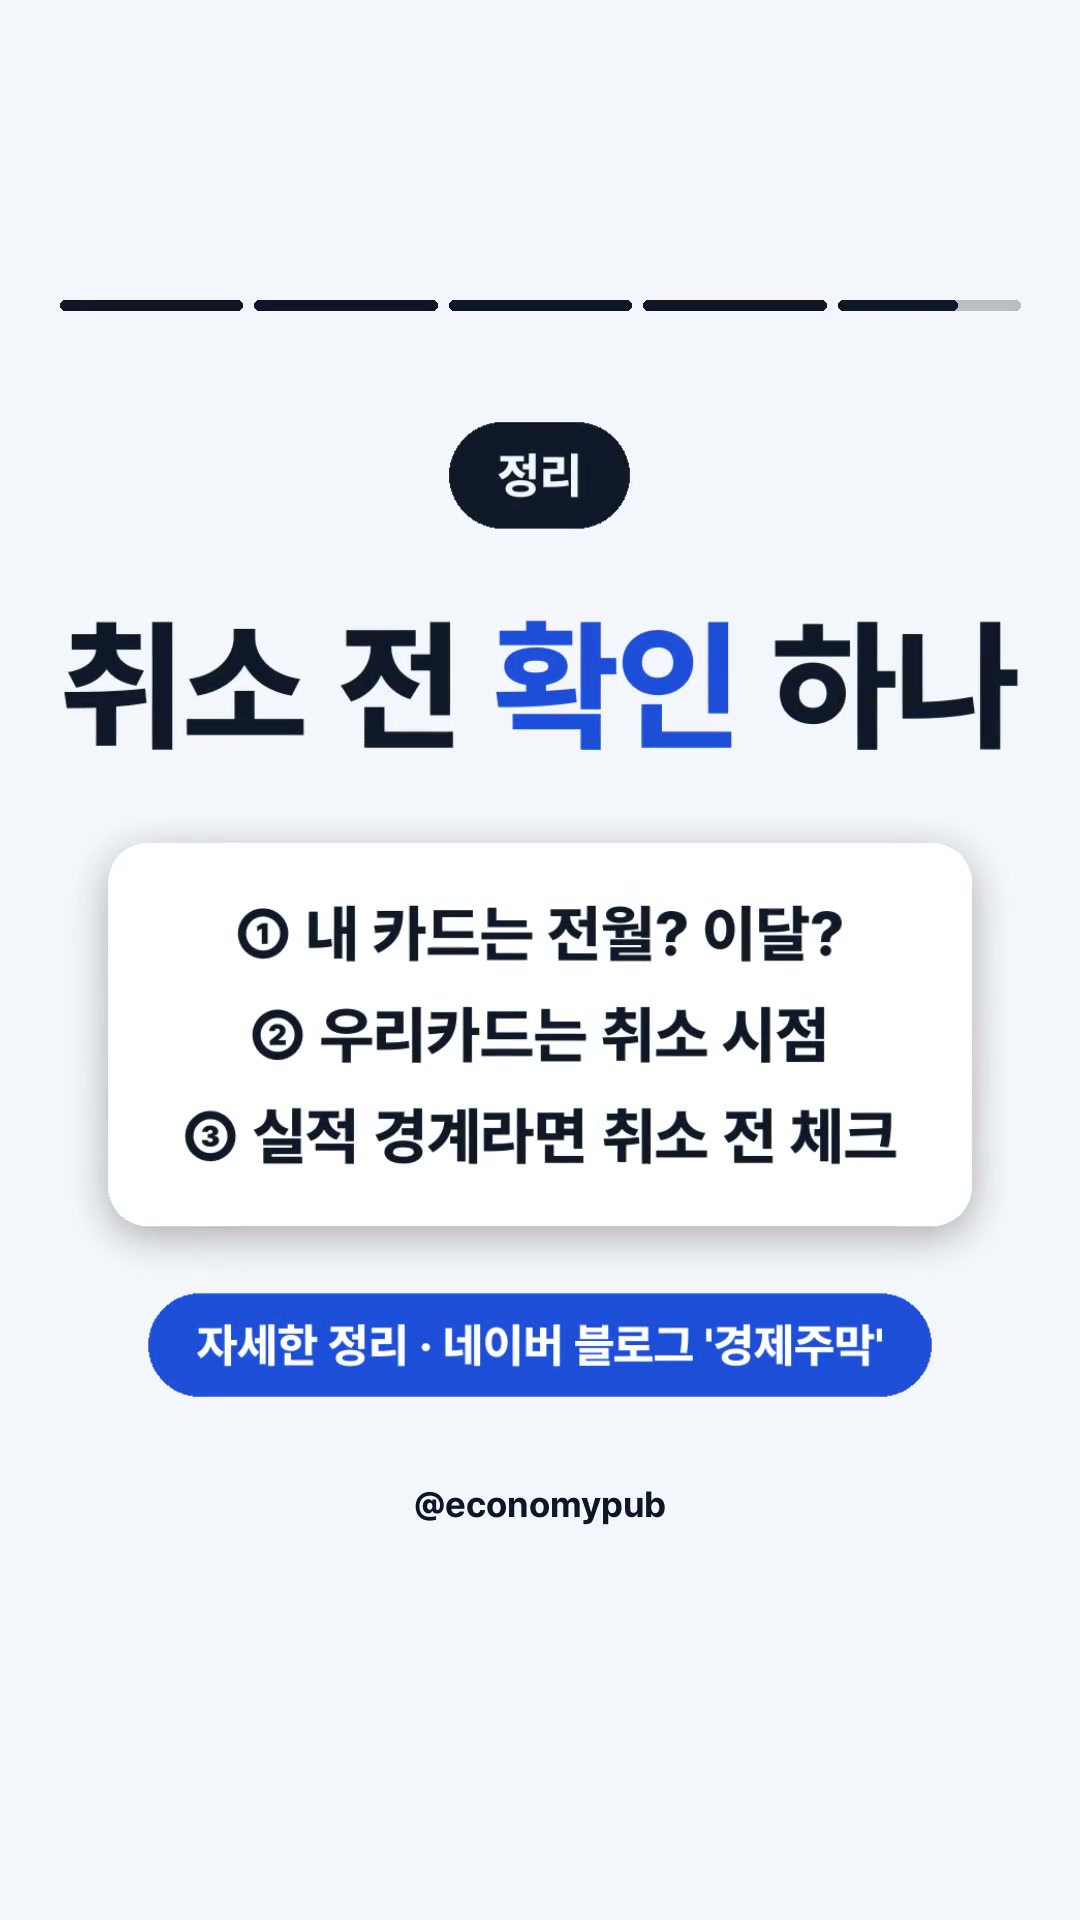 정리
취소 전 확인 하나
① 내 카드는 전월? 이달?
② 우리카드는 취소 시점
③ 실적 경계라면 취소 전 체크
자세한 정리 · 네이버 블로그 '경제주막'
@economypub